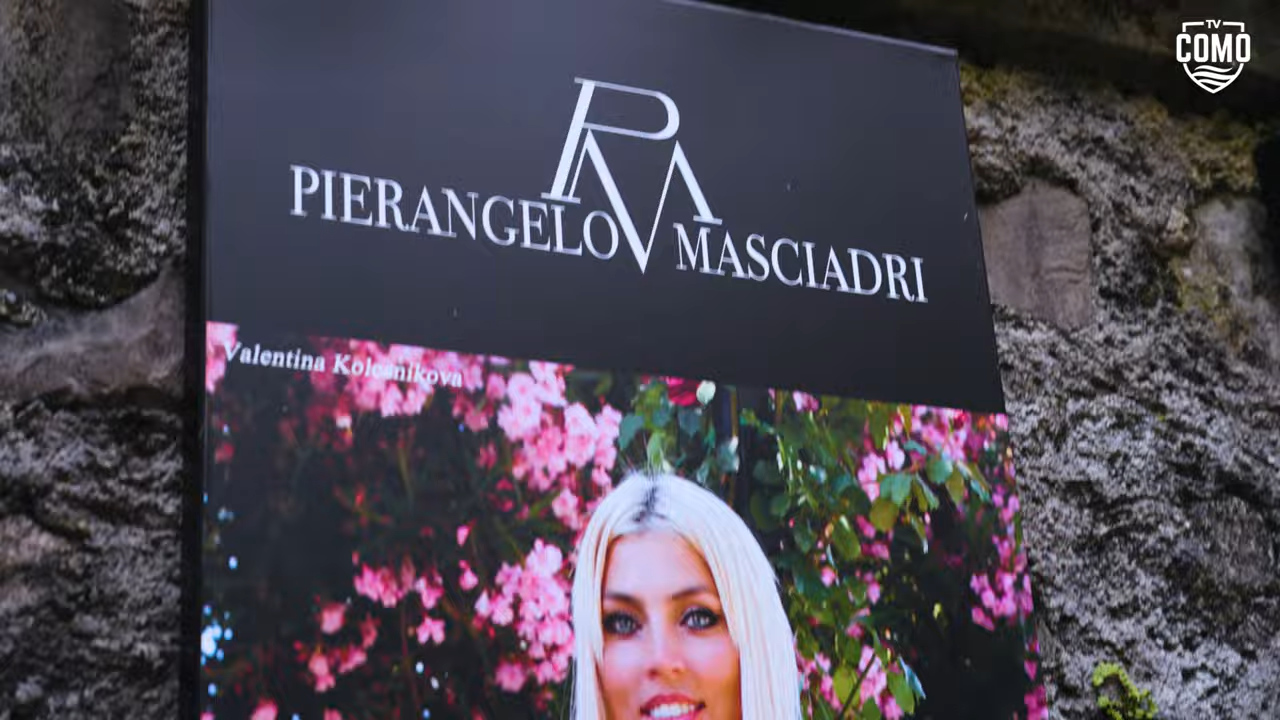 TV
COMO
PM
PIERANGELO MASCIADRI
Valentina Kolesnikova